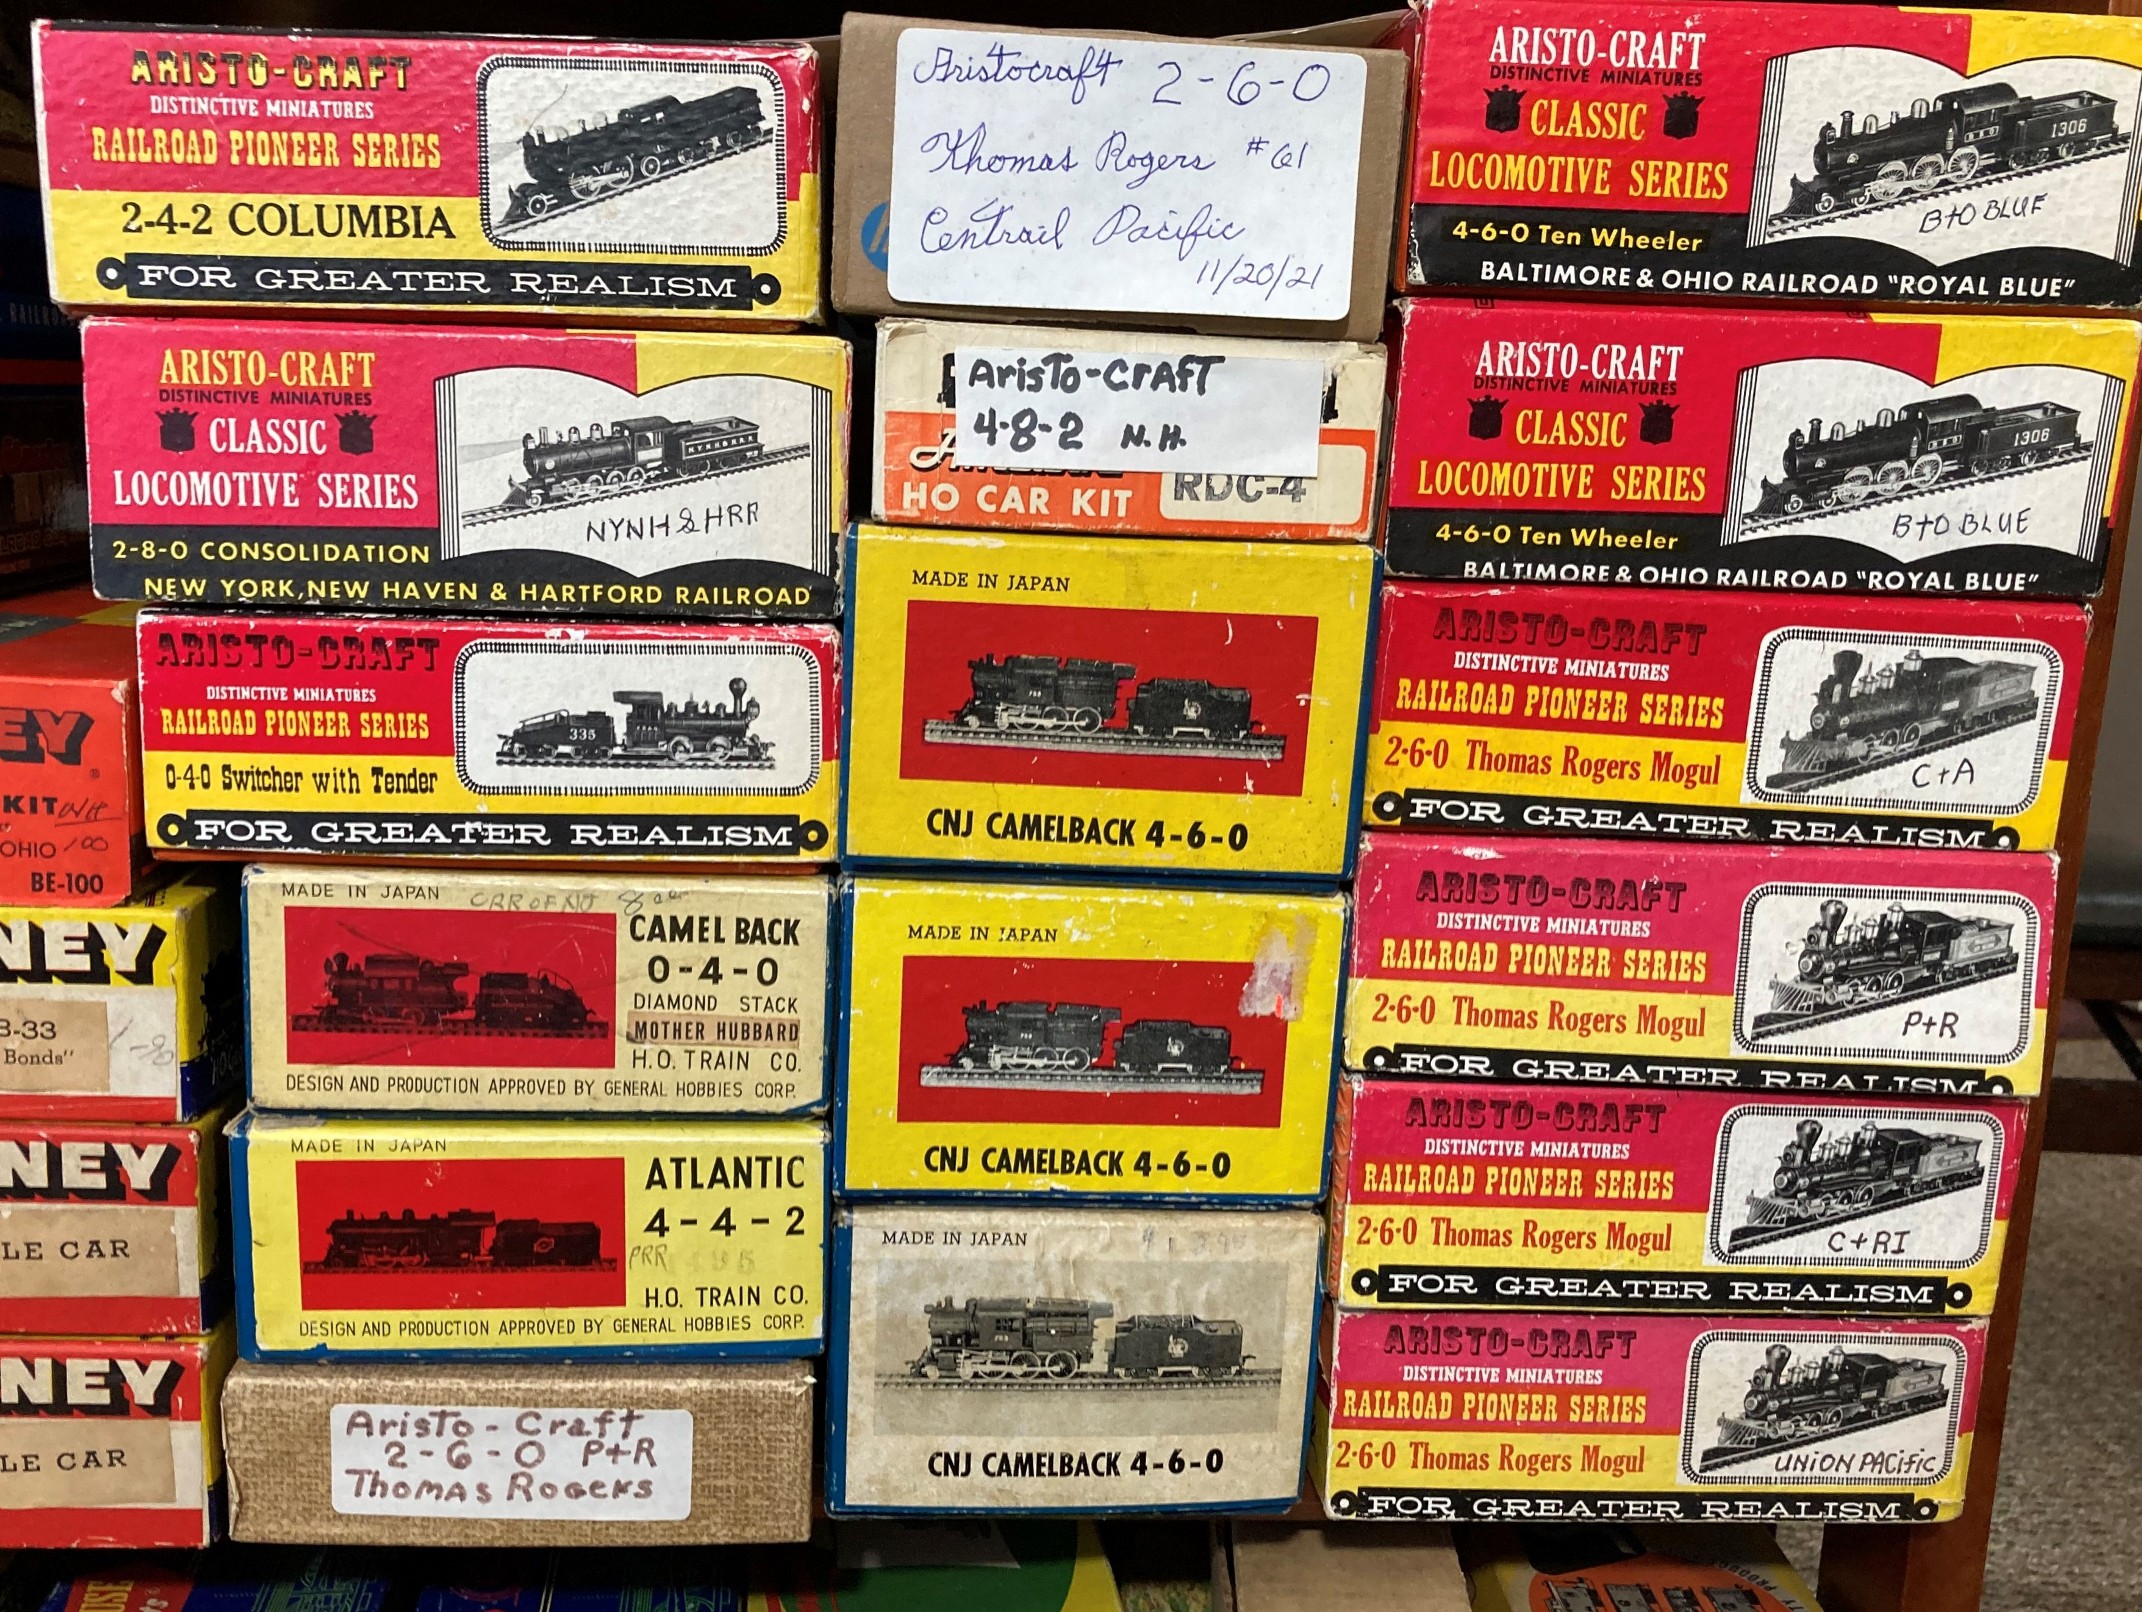 ARISTO-CRAFT
DISTINCTIVE MINIATURES
RAILROAD PIONEER SERIES
2-4-2 COLUMBIA
FOR GREATER REALISM
ARISTO-CRAFT
DISTINCTIVE MINIATURES
CLASSIC
LOCOMOTIVE SERIES
N.Y.N.H.& H.R.R.
NYNH&HRR
2-8-0 CONSOLIDATION
NEW YORK, NEW HAVEN & HARTFORD RAILROAD
ARISTO-CRAFT
DISTINCTIVE MINIATURES
RAILROAD PIONEER SERIES
335
0-4-0 Switcher with Tender
FOR GREATER REALISM
MADE IN JAPAN
CAMEL BACK
0-4-0
DIAMOND STACK
MOTHER HUBBARD
H.O. TRAIN CO.
DESIGN AND PRODUCTION APPROVED BY GENERAL HOBBIES CORP.
MADE IN JAPAN
ATLANTIC
4-4-2
PRR
H.O. TRAIN CO.
DESIGN AND PRODUCTION APPROVED BY GENERAL HOBBIES CORP.
Aristo-Craft
2-6-0 P+R
Thomas Rogers
EY
®
KIT
OHIO
BE-100
NEY
B-33
Bonds"
NEY
LE CAR
NEY
LE CAR
Aristocraft 2-6-0
Thomas Rogers #61
Centrail Pacific
11/20/21
Aristo-Craft
4-8-2 N.H.
HO CAR KIT RDC-4
MADE IN JAPAN
CNJ CAMELBACK 4-6-0
MADE IN JAPAN
CNJ CAMELBACK 4-6-0
MADE IN JAPAN
CNJ CAMELBACK 4-6-0
ARISTO-CRAFT
DISTINCTIVE MINIATURES
CLASSIC
LOCOMOTIVE SERIES
1306
B+O BLUE
4-6-0 Ten Wheeler
BALTIMORE & OHIO RAILROAD "ROYAL BLUE"
ARISTO-CRAFT
DISTINCTIVE MINIATURES
CLASSIC
LOCOMOTIVE SERIES
1306
B+O BLUE
4-6-0 Ten Wheeler
BALTIMORE & OHIO RAILROAD "ROYAL BLUE"
ARISTO-CRAFT
DISTINCTIVE MINIATURES
RAILROAD PIONEER SERIES
2-6-0 Thomas Rogers Mogul
C+A
FOR GREATER REALISM
ARISTO-CRAFT
DISTINCTIVE MINIATURES
RAILROAD PIONEER SERIES
2-6-0 Thomas Rogers Mogul
P+R
FOR GREATER REALISM
ARISTO-CRAFT
DISTINCTIVE MINIATURES
RAILROAD PIONEER SERIES
2-6-0 Thomas Rogers Mogul
C+RI
FOR GREATER REALISM
ARISTO-CRAFT
DISTINCTIVE MINIATURES
RAILROAD PIONEER SERIES
2-6-0 Thomas Rogers Mogul
UNION PACIFIC
FOR GREATER REALISM